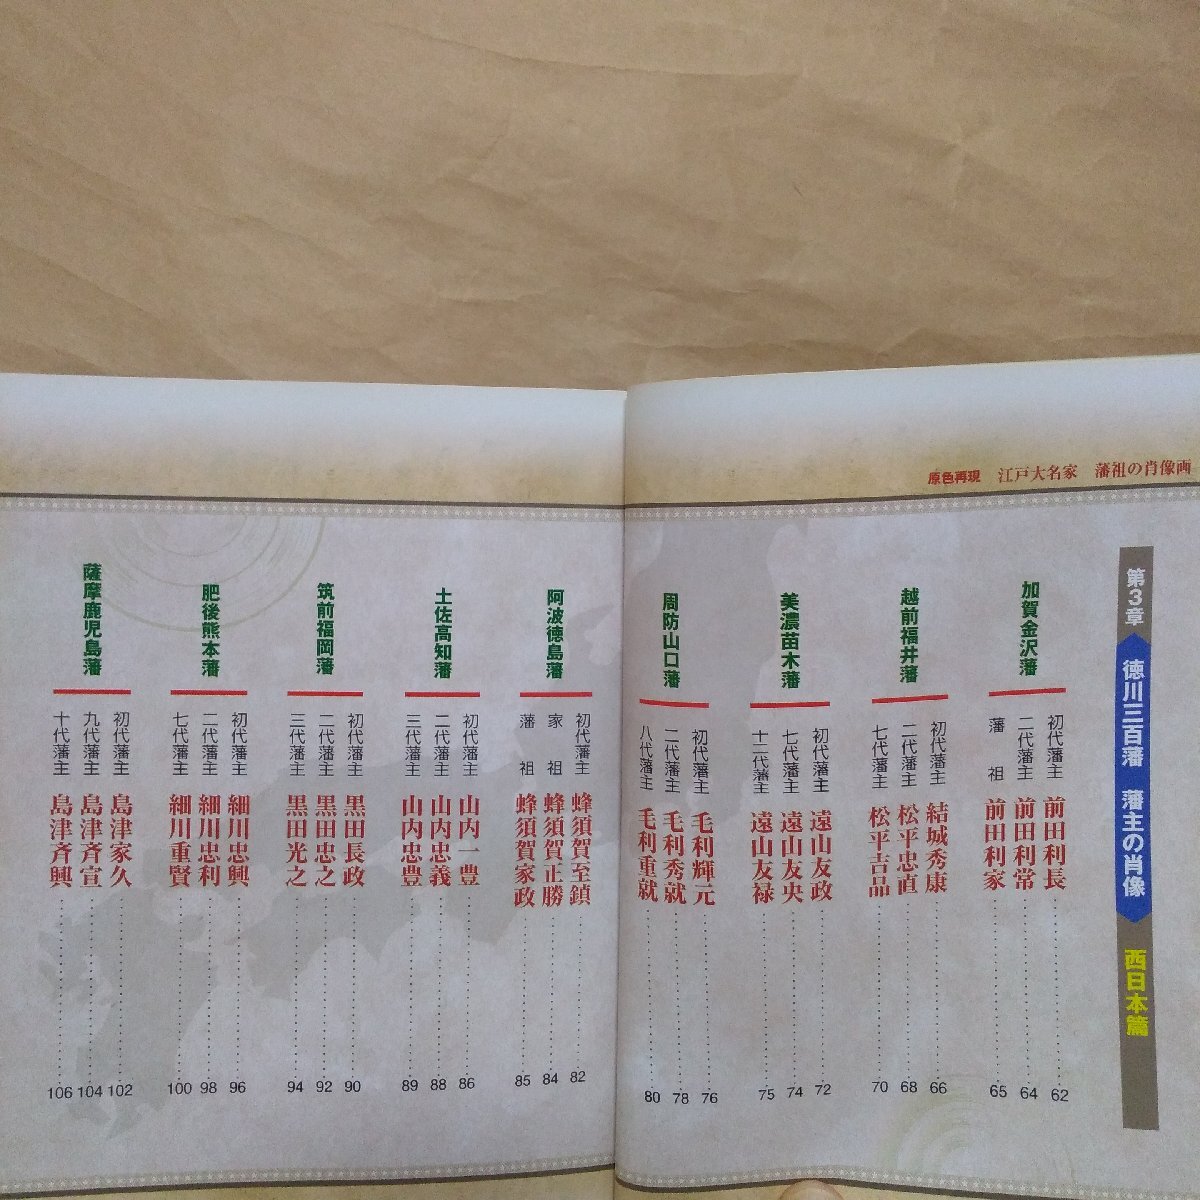 原色再現 江戸大名家 藩祖の肖像画
第3章 徳川三百藩 藩主の肖像 西日本篇
加賀金沢藩
初代藩主 前田利長 62
二代藩主 前田利常 64
藩祖 前田利家 65
越前福井藩
初代藩主 結城秀康 66
二代藩主 松平忠直 68
七代藩主 松平吉品 70
美濃苗木藩
初代藩主 遠山友政 72
七代藩主 遠山友央 74
十二代藩主 遠山友禄 75
周防山口藩
初代藩主 毛利輝元 76
二代藩主 毛利秀就 78
八代藩主 毛利重就 80
阿波徳島藩
初代藩主 蜂須賀至鎮 82
家祖 蜂須賀正勝 84
藩祖 蜂須賀家政 85
土佐高知藩
初代藩主 山内一豊 86
二代藩主 山内忠義 88
三代藩主 山内忠豊 89
筑前福岡藩
初代藩主 黒田長政 90
二代藩主 黒田忠之 92
三代藩主 黒田光之 94
肥後熊本藩
初代藩主 細川忠興 96
二代藩主 細川忠利 98
七代藩主 細川重賢 100
薩摩鹿児島藩
初代藩主 島津家久 102
九代藩主 島津斉宣 104
十代藩主 島津斉興 106